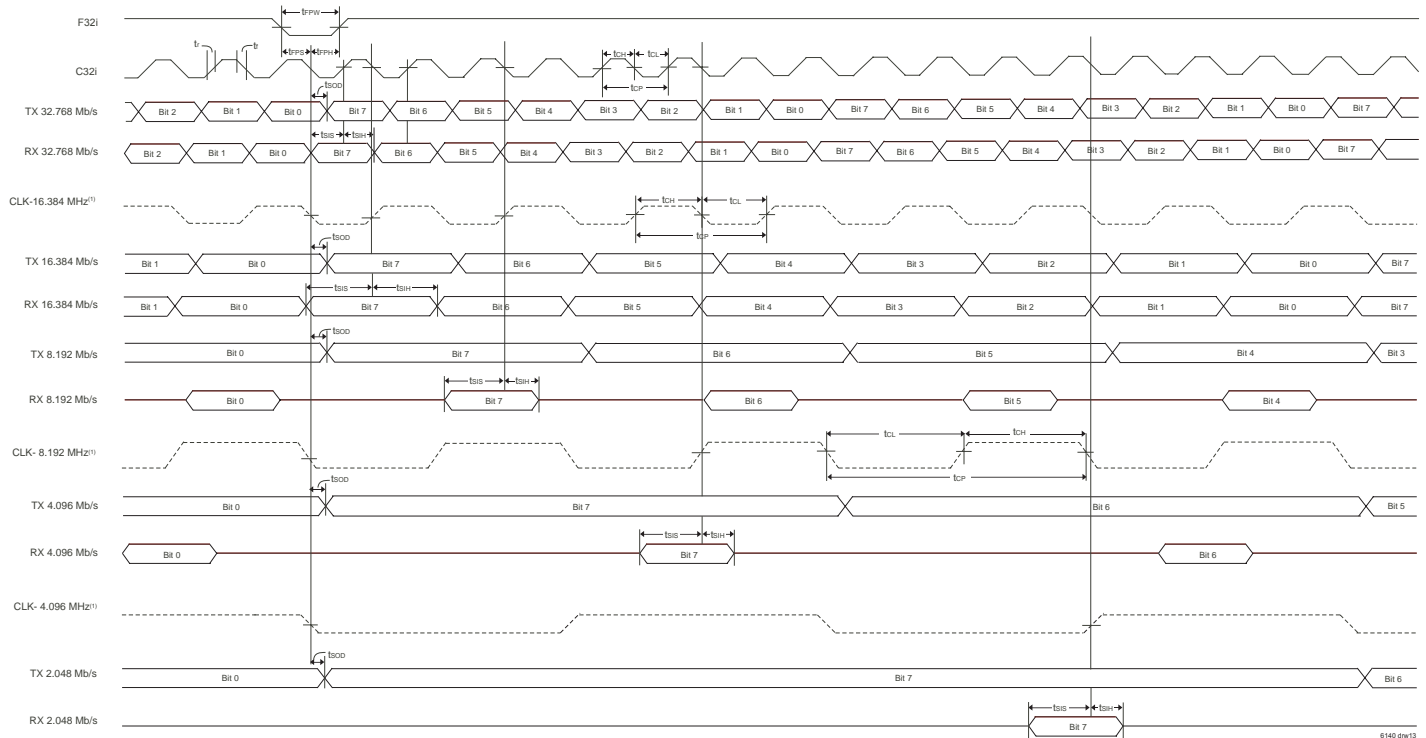 F32i
tFPW
tFPS tFPH
tr tf
C32i
tCH tCL
tCP
tSOD
TX 32.768 Mb/s Bit 2 Bit 1 Bit 0 Bit 7 Bit 6 Bit 5 Bit 4 Bit 3 Bit 2 Bit 1 Bit 0 Bit 7 Bit 6 Bit 5 Bit 4 Bit 3 Bit 2 Bit 1 Bit 0 Bit 7
tSIS tSIH
RX 32.768 Mb/s Bit 2 Bit 1 Bit 0 Bit 7 Bit 6 Bit 5 Bit 4 Bit 3 Bit 2 Bit 1 Bit 0 Bit 7 Bit 6 Bit 5 Bit 4 Bit 3 Bit 2 Bit 1 Bit 0 Bit 7
CLK-16.384 MHz(1)
tCH tCL
tCP
tSOD
TX 16.384 Mb/s Bit 1 Bit 0 Bit 7 Bit 6 Bit 5 Bit 4 Bit 3 Bit 2 Bit 1 Bit 0 Bit 7
tSIS tSIH
RX 16.384 Mb/s Bit 1 Bit 0 Bit 7 Bit 6 Bit 5 Bit 4 Bit 3 Bit 2 Bit 1 Bit 0 Bit 7
tSOD
TX 8.192 Mb/s Bit 0 Bit 7 Bit 6 Bit 5 Bit 4 Bit 3
tSIS tSIH
RX 8.192 Mb/s Bit 0 Bit 7 Bit 6 Bit 5 Bit 4
tCL tCH
CLK- 8.192 MHz(1)
tCP
tSOD
TX 4.096 Mb/s Bit 0 Bit 7 Bit 6 Bit 5
tSIS tSIH
RX 4.096 Mb/s Bit 0 Bit 7 Bit 6
CLK- 4.096 MHz(1)
tSOD
TX 2.048 Mb/s Bit 0 Bit 7 Bit 6
tSIS tSIH
RX 2.048 Mb/s Bit 7
6140 drw13